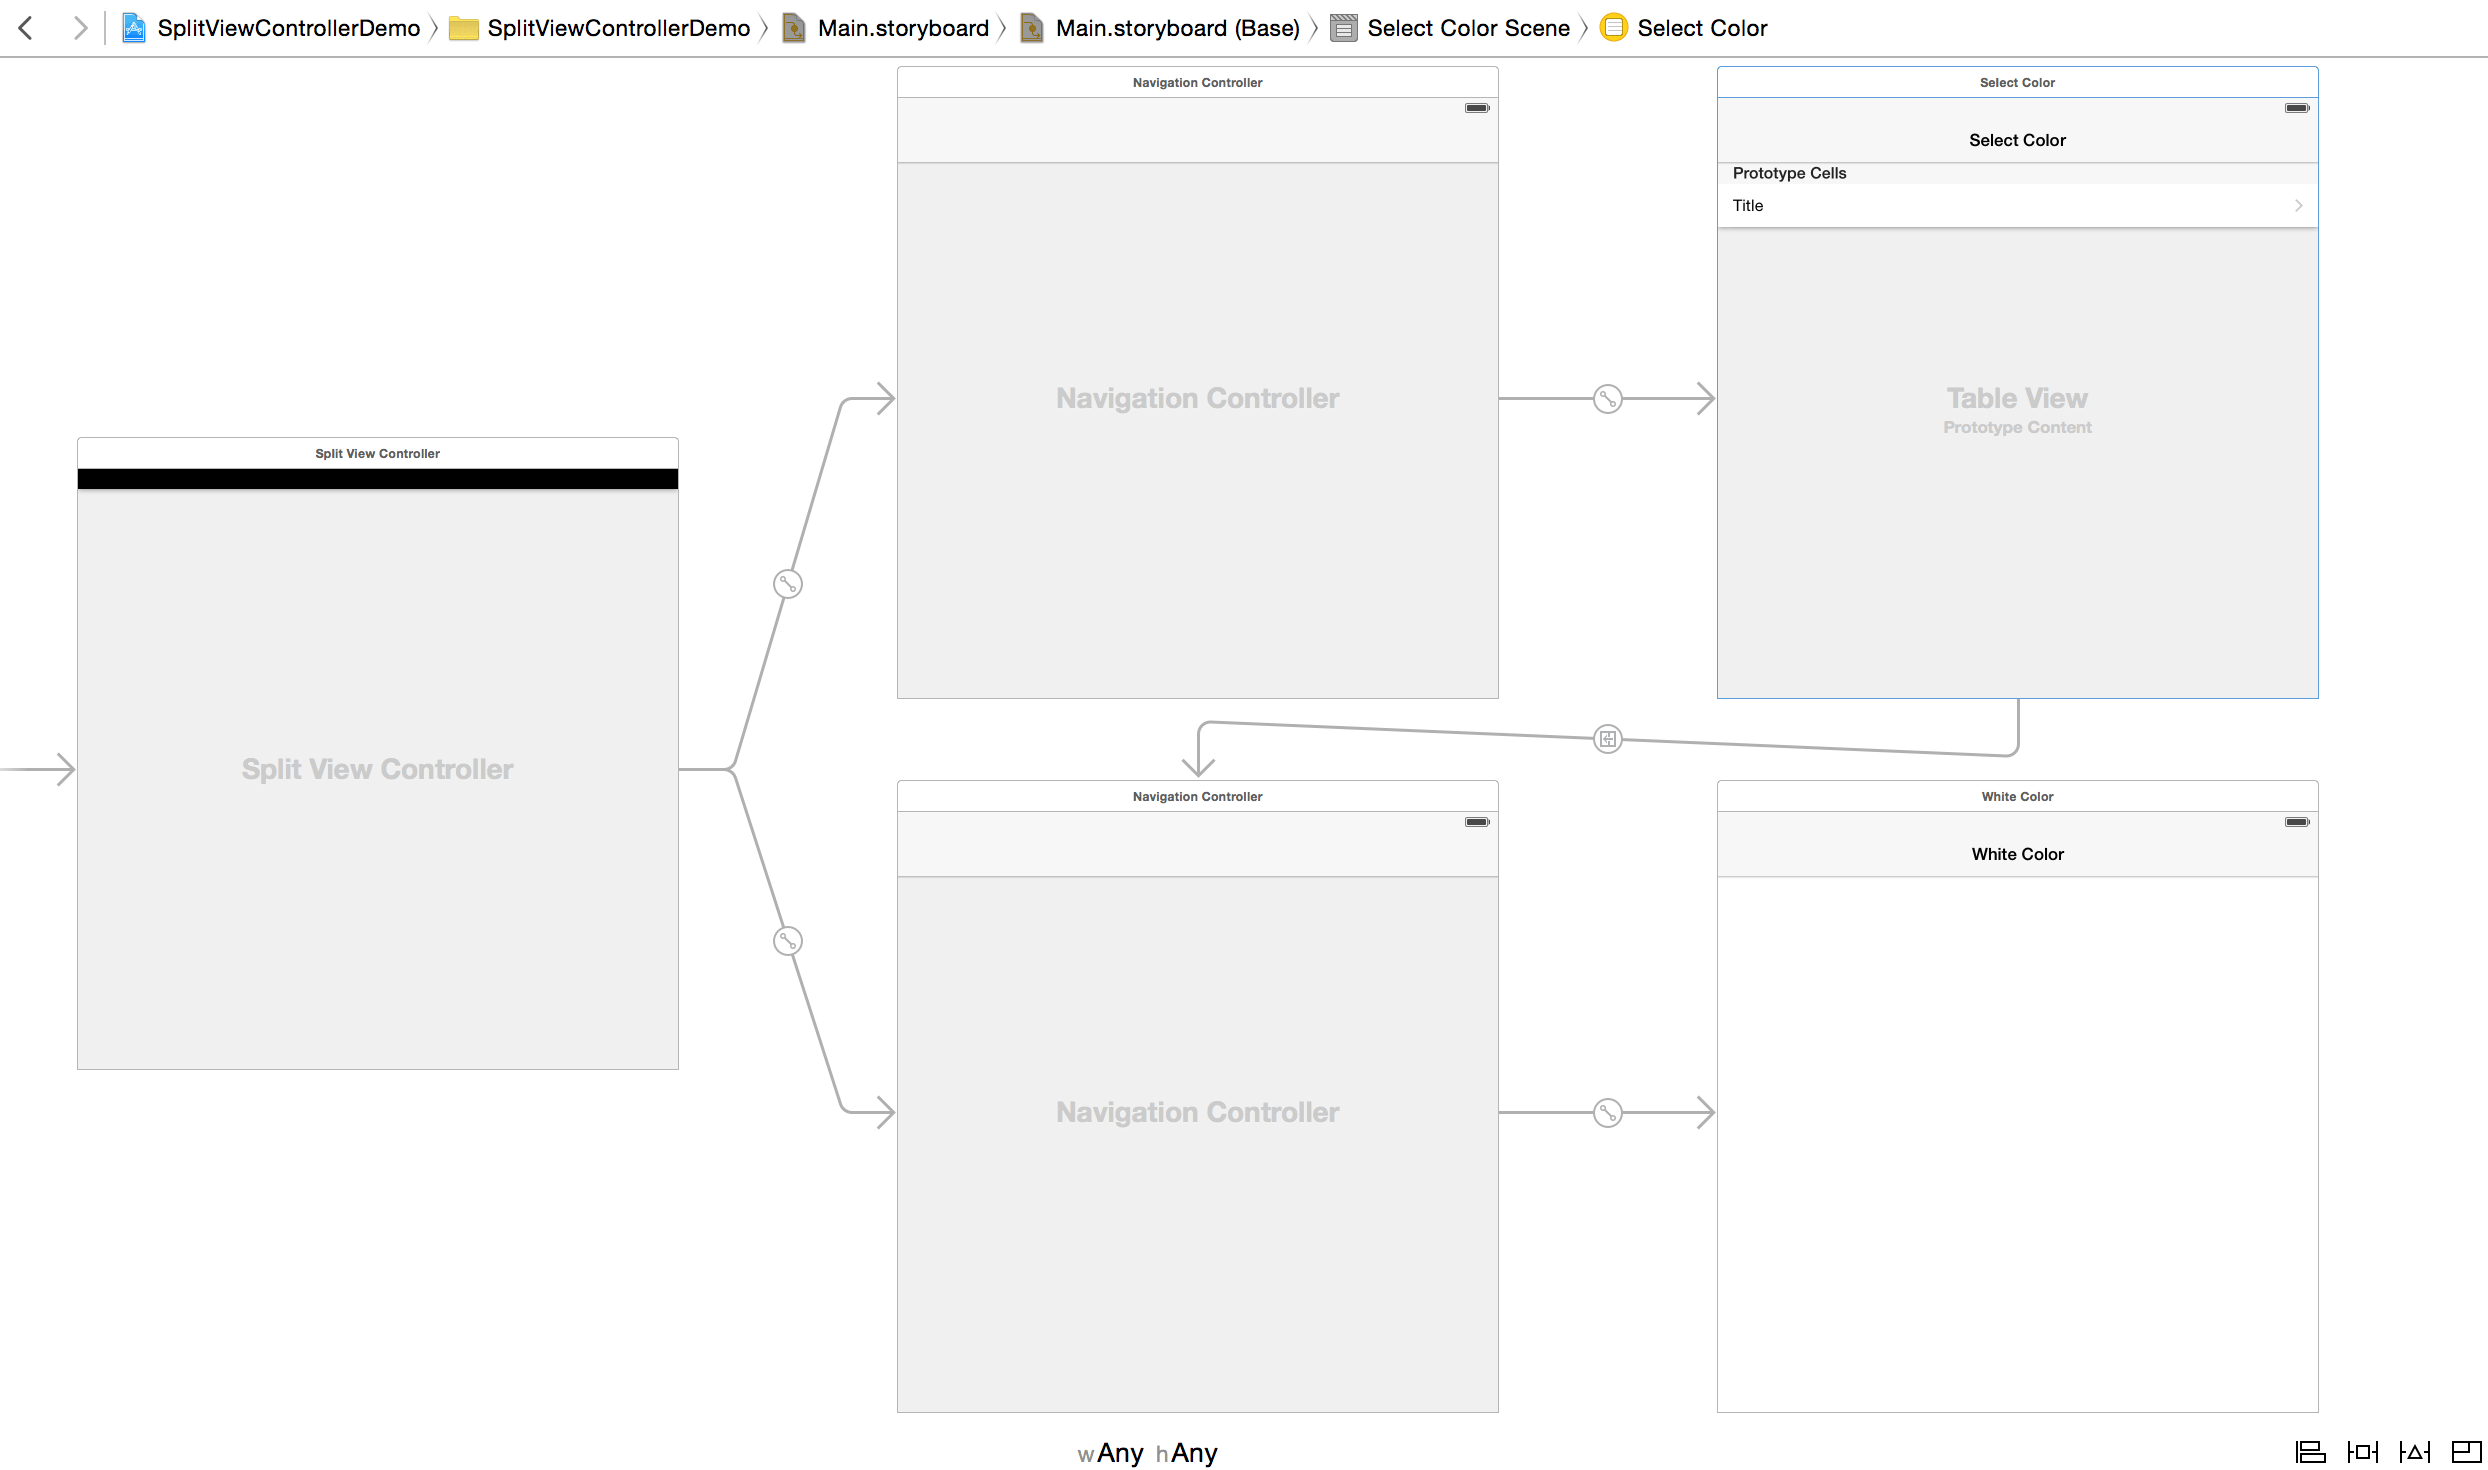 SplitViewControllerDemo
SplitViewControllerDemo
Main.storyboard
Main.storyboard (Base)
Select Color Scene
Select Color
Navigation Controller
Navigation Controller
Select Color
Select Color
Prototype Cells
Title
Table View
Prototype Content
Split View Controller
Split View Controller
Navigation Controller
Navigation Controller
White Color
White Color
wAny hAny